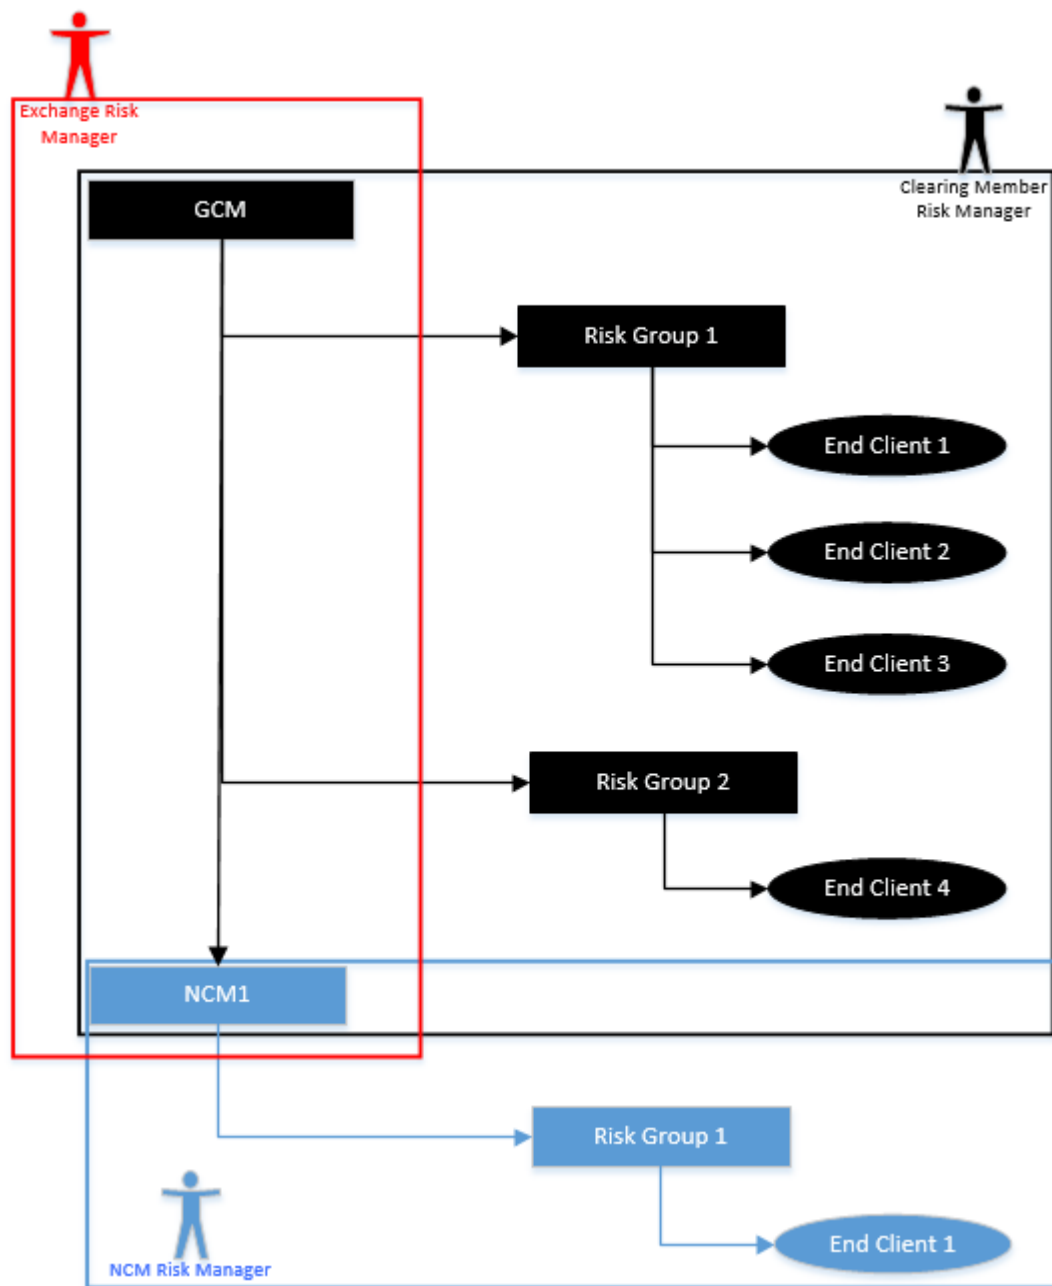 Exchange Risk
Manager
Clearing Member
Risk Manager
GCM
Risk Group 1
End Client 1
End Client 2
End Client 3
Risk Group 2
End Client 4
NCM1
Risk Group 1
End Client 1
NCM Risk Manager